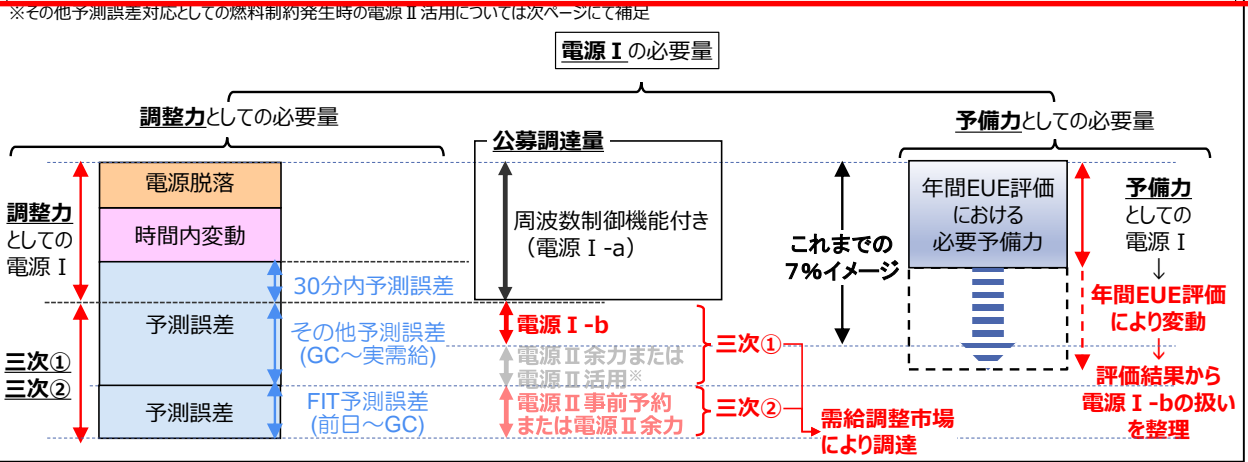 ※その他予測誤差対応としての燃料制約発生時の電源Ⅱ活用については次ページにて補足
電源Ⅰの必要量
調整力としての必要量
予備力としての必要量
公募調達量
調整力
としての
電源Ⅰ
三次①
三次②
電源脱落
時間内変動
予測誤差
予測誤差
30分内予測誤差
その他予測誤差
(GC～実需給)
FIT予測誤差
(前日～GC)
周波数制御機能付き
（電源Ⅰ-a）
電源Ⅰ-b
電源Ⅱ余力または
電源Ⅱ活用※
電源Ⅱ事前予約
または電源Ⅱ余力
三次①
三次②
需給調整市場
により調達
これまでの
７%イメージ
年間EUE評価
における
必要予備力
予備力
としての
電源Ⅰ
↓
年間EUE評価
により変動
↓
評価結果から
電源Ⅰ-bの扱い
を整理